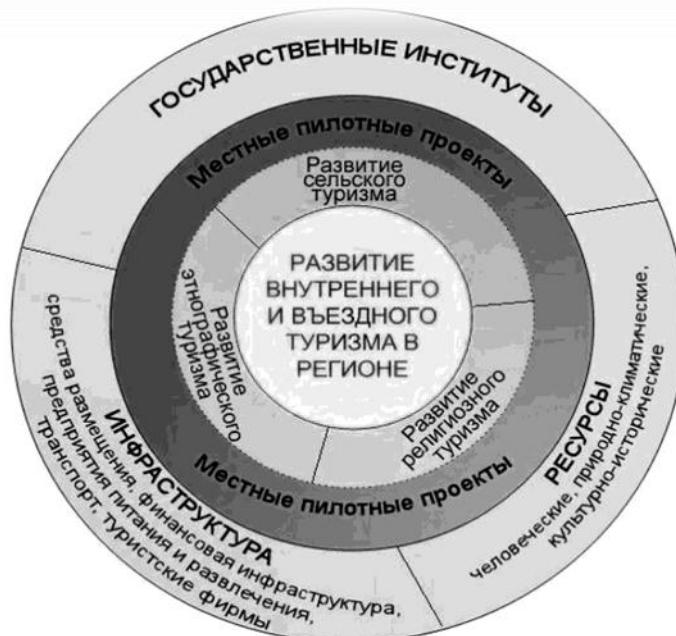 ГОСУДАРСТВЕННЫЕ ИНСТИТУТЫ
Местные пилотные проекты
Развитие
сельского
туризма
РАЗВИТИЕ
ВНУТРЕННЕГО
И ВЪЕЗДНОГО
ТУРИЗМА В
РЕГИОНЕ
Развитие
этнографического
туризма
Развитие
религиозного
туризма
Местные пилотные проекты
ИНФРАСТРУКТУРА
средства размещения, финансовая инфраструктура,
предприятия питания и развлечения,
транспорт, туристские фирмы
РЕСУРСЫ
человеческие, природно-климатические,
культурно-исторические